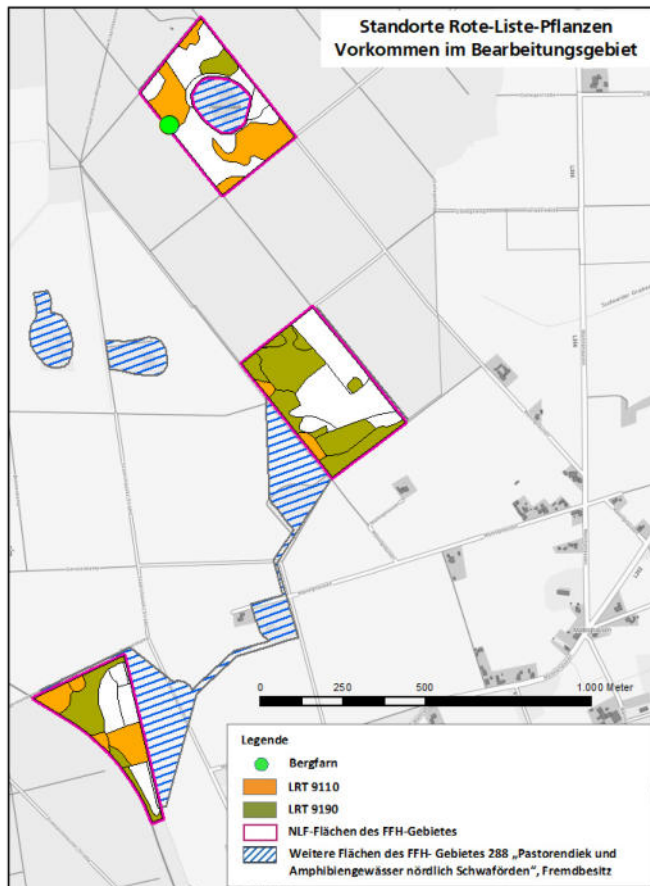 Standorte Rote-Liste-Pflanzen
Vorkommen im Bearbeitungsgebiet
0 250 500 1.000 Meter
Legende
Bergfarn
LRT 9110
LRT 9190
NLF-Flächen des FFH-Gebietes
Weitere Flächen des FFH- Gebietes 288 „Pastorendiek und
Amphibiengewässer nördlich Schwaförden", Fremdbesitz